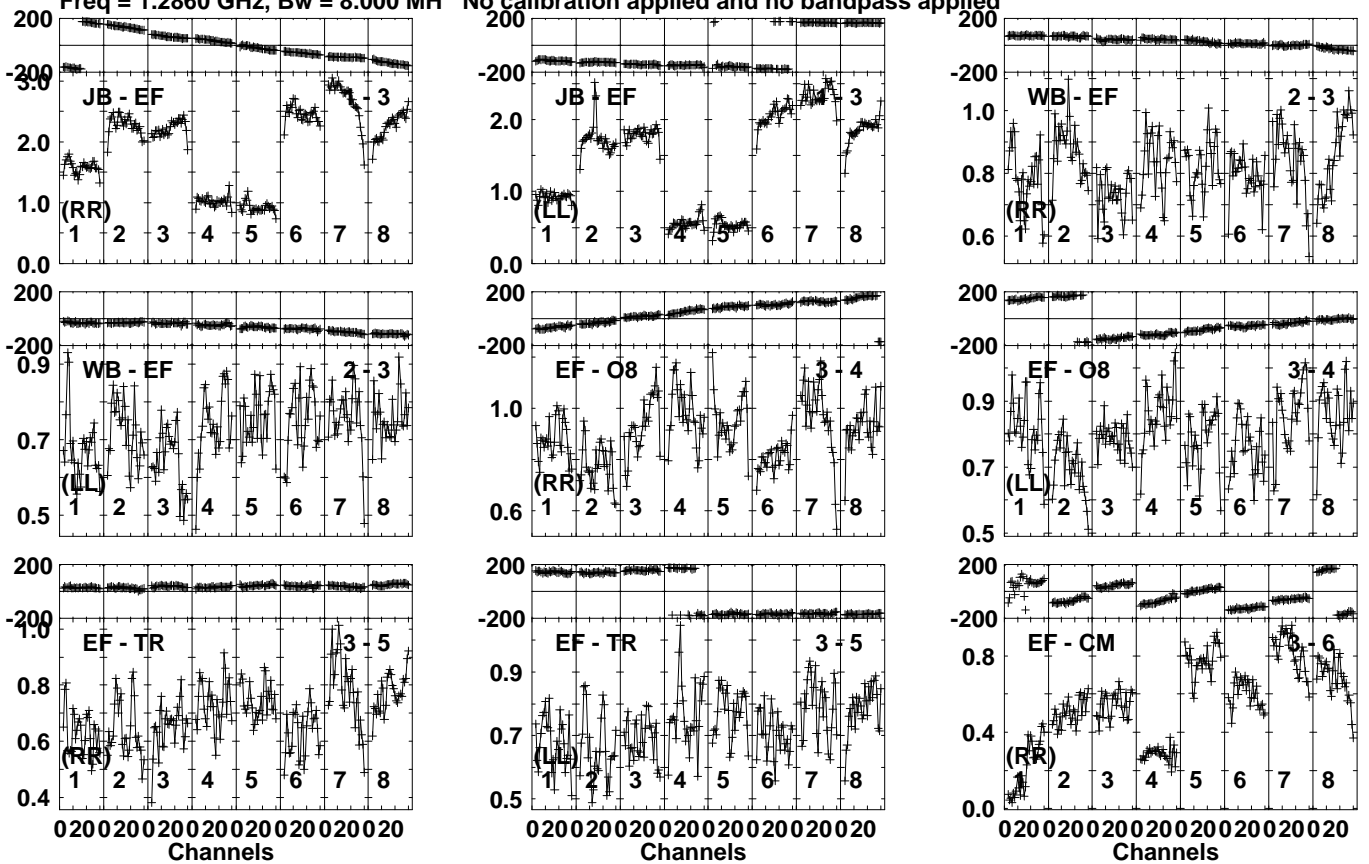 Freq = 1.2860 GHz, Bw = 8.000 MH No calibration applied and no bandpass applied
200
-200
3.0
JB - EF 1 - 3
2.0
1.0
(RR)
1 2 3 4 5 6 7 8
0.0
200
-200
JB - EF 1 - 3
2.0
1.0
(LL)
1 2 3 4 5 6 7 8
0.0
200
-200
WB - EF 2 - 3
1.0
0.8
(RR)
1 2 3 4 5 6 7 8
0.6
200
-200
0.9
WB - EF 2 - 3
0.7
(LL)
1 2 3 4 5 6 7 8
0.5
200
-200
EF - O8 3 - 4
1.0
(RR)
1 2 3 4 5 6 7 8
0.6
200
-200
EF - O8 3 - 4
0.9
0.7
(LL)
1 2 3 4 5 6 7 8
0.5
200
-200
1.0
EF - TR 3 - 5
0.8
0.6
(RR)
1 2 3 4 5 6 7 8
0.4
0 20 0 20 0 20 0 20 0 20 0 20 0 20 0 20
Channels
200
-200
EF - TR 3 - 5
0.9
0.7
(LL)
1 2 3 4 5 6 7 8
0.5
0 20 0 20 0 20 0 20 0 20 0 20 0 20 0 20
Channels
200
-200
EF - CM 3 - 6
0.8
0.4
(RR)
1 2 3 4 5 6 7 8
0.0
0 20 0 20 0 20 0 20 0 20 0 20 0 20 0 20
Channels